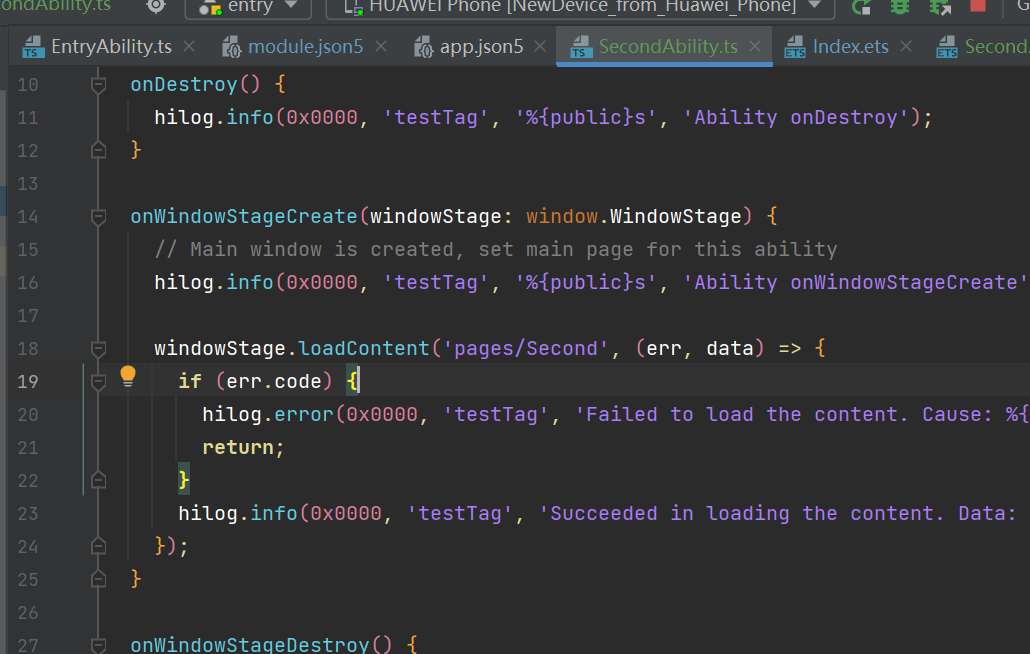 ondAbility.ts entry HUAWEI Phone [NewDevice_from_Huawei_Phone] G
TS EntryAbility.ts module.json5 app.json5 TS SecondAbility.ts ETS Index.ets ETS Second.
10 onDestroy() {
11 hilog.info(0x0000, 'testTag', '%{public}s', 'Ability onDestroy');
12 }
13
14 onWindowStageCreate(windowStage: window.WindowStage) {
15 // Main window is created, set main page for this ability
16 hilog.info(0x0000, 'testTag', '%{public}s', 'Ability onWindowStageCreate'
17
18 windowStage.loadContent('pages/Second', (err, data) => {
19 if (err.code) {
20 hilog.error(0x0000, 'testTag', 'Failed to load the content. Cause: %{
21 return;
22 }
23 hilog.info(0x0000, 'testTag', 'Succeeded in loading the content. Data:
24 });
25 }
26
27 onWindowStageDestroy() {